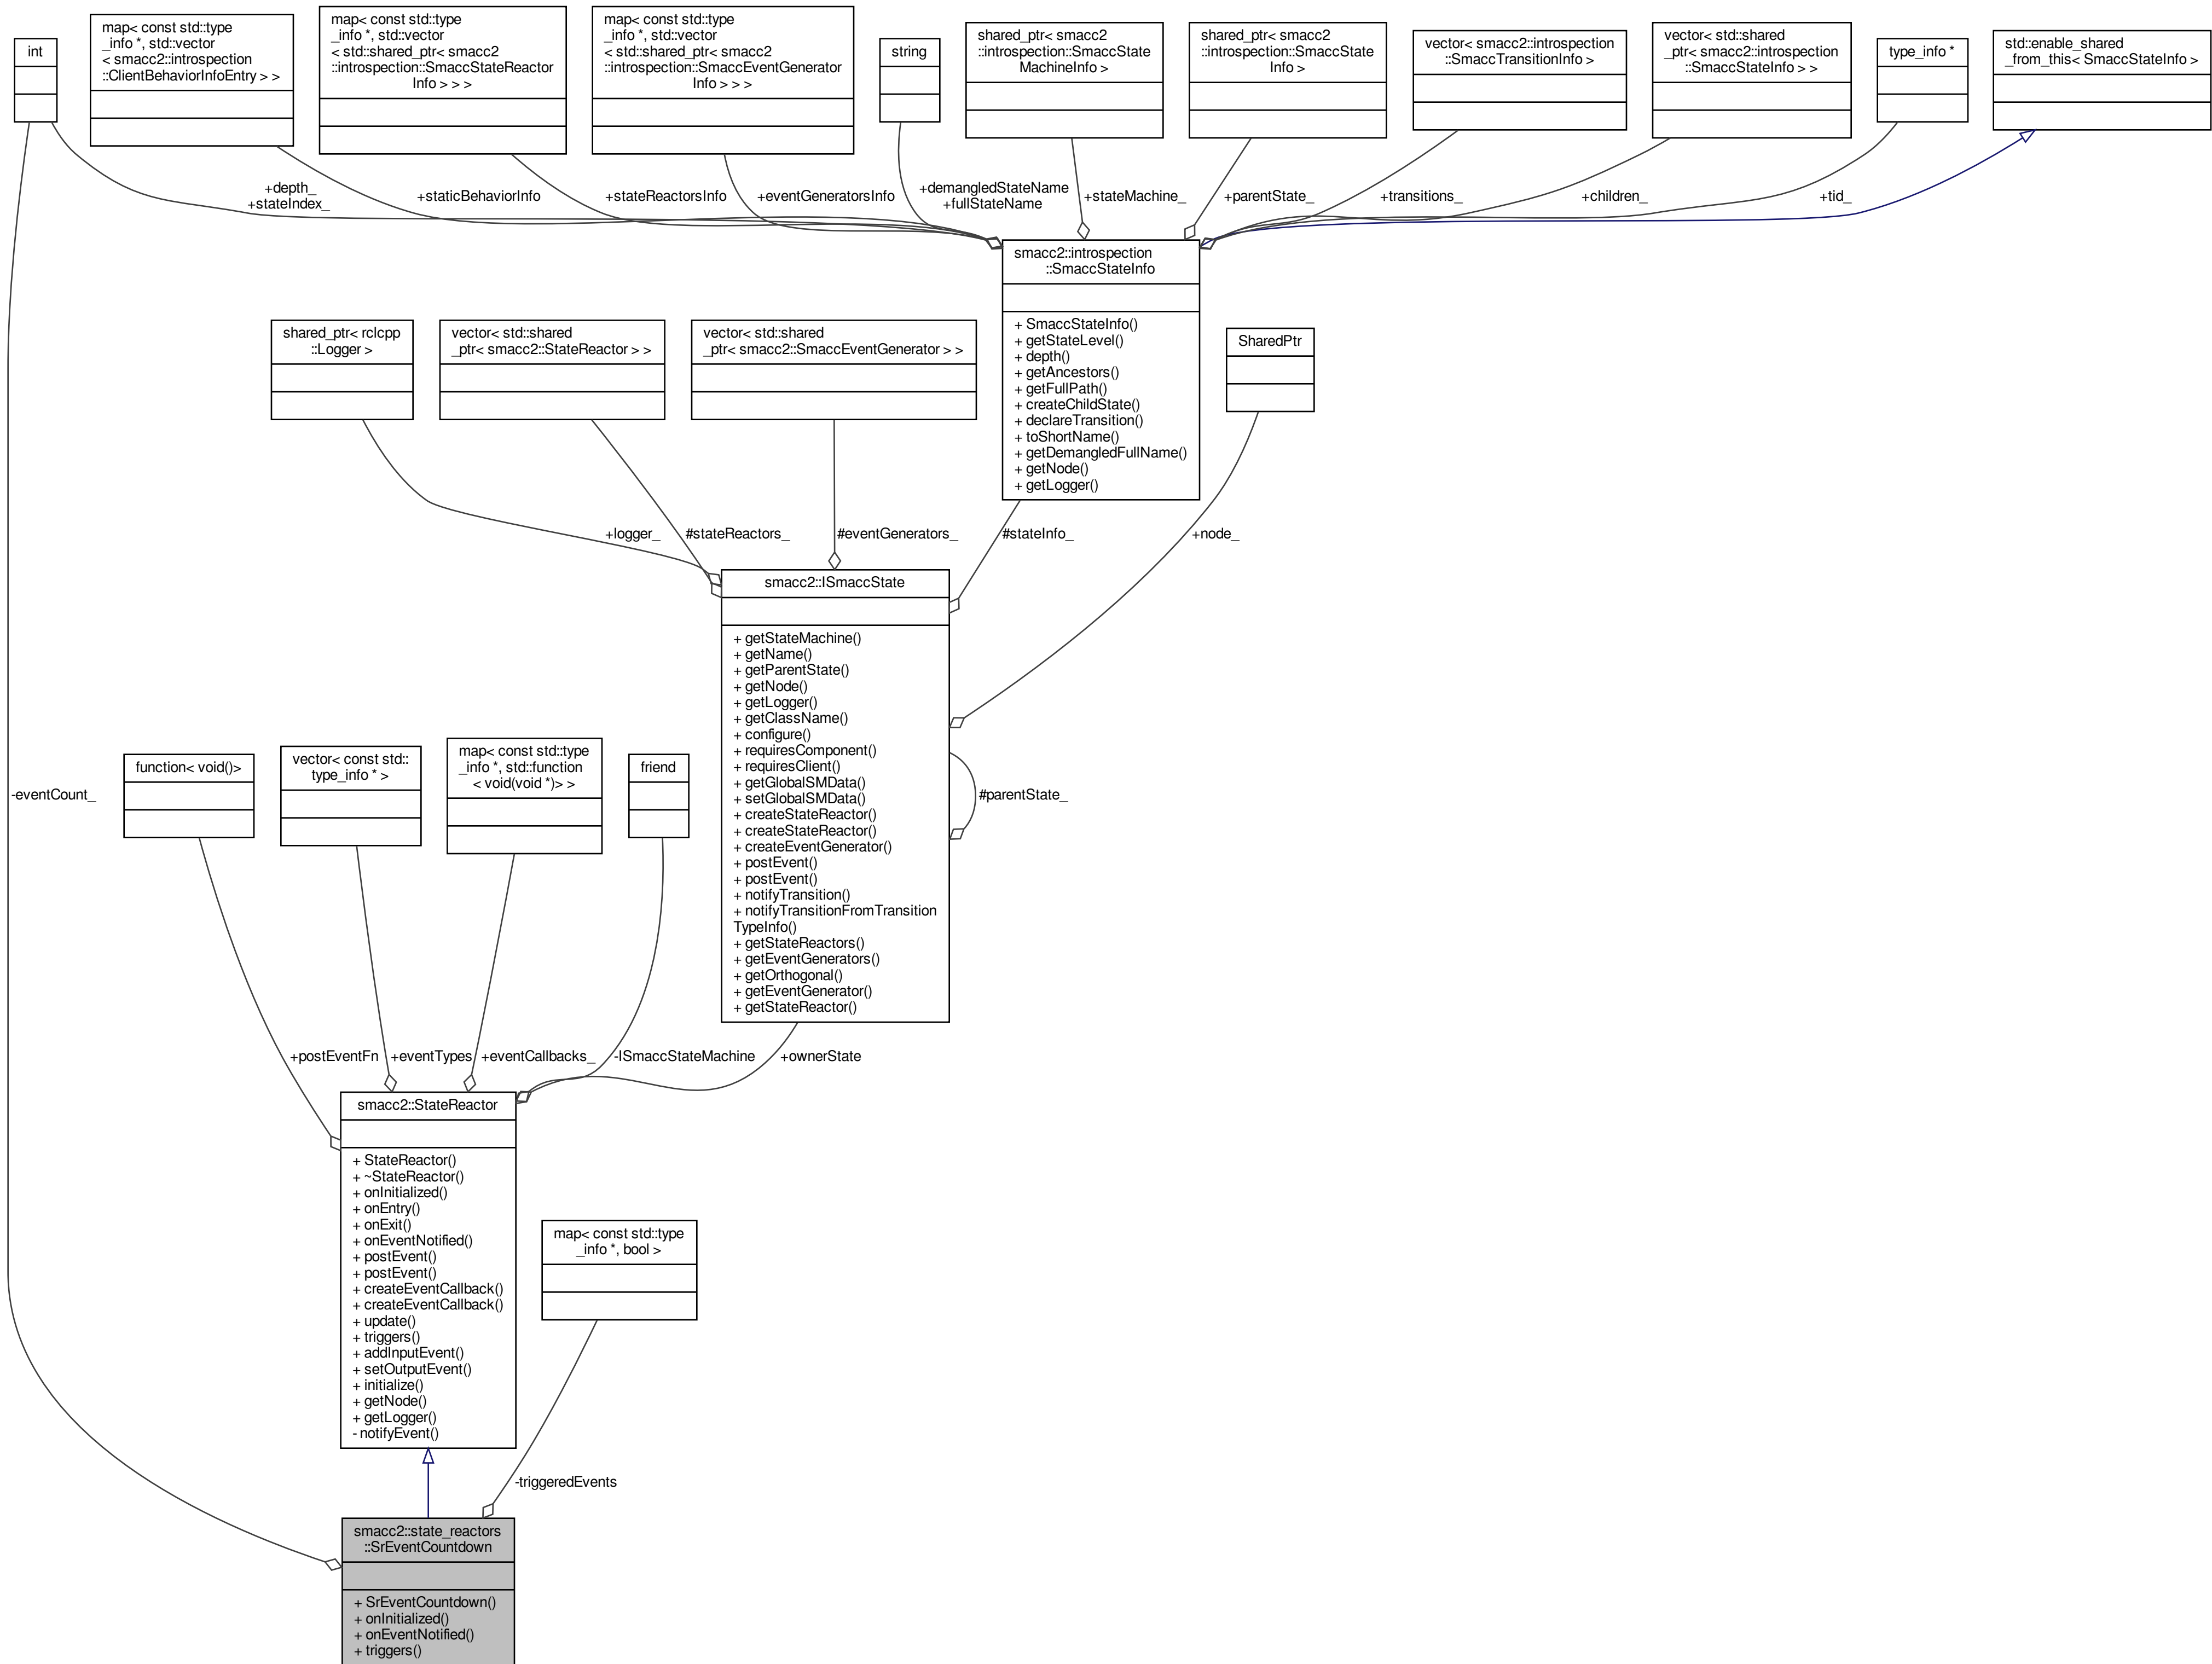 int
map< const std::type
_info *, std::vector
< smacc2::introspection
::ClientBehaviorInfoEntry > >
map< const std::type
_info *, std::vector
< std::shared_ptr< smacc2
::introspection::SmaccStateReactor
Info > > >
map< const std::type
_info *, std::vector
< std::shared_ptr< smacc2
::introspection::SmaccEventGenerator
Info > > >
string
shared_ptr< smacc2
::introspection::SmaccState
MachineInfo >
shared_ptr< smacc2
::introspection::SmaccState
Info >
vector< smacc2::introspection
::SmaccTransitionInfo >
vector< std::shared
_ptr< smacc2::introspection
::SmaccStateInfo > >
type_info *
std::enable_shared
_from_this< SmaccStateInfo >
+depth_
+stateIndex_
+staticBehaviorInfo
+stateReactorsInfo
+eventGeneratorsInfo
+demangledStateName
+fullStateName
+stateMachine_
+parentState_
+transitions_
+children_
+tid_
smacc2::introspection
::SmaccStateInfo
+ SmaccStateInfo()
+ getStateLevel()
+ depth()
+ getAncestors()
+ getFullPath()
+ createChildState()
+ declareTransition()
+ toShortName()
+ getDemangledFullName()
+ getNode()
+ getLogger()
shared_ptr< rclcpp
::Logger >
vector< std::shared
_ptr< smacc2::StateReactor > >
vector< std::shared
_ptr< smacc2::SmaccEventGenerator > >
SharedPtr
+logger_
#stateReactors_
#eventGenerators_
#stateInfo_
+node_
smacc2::ISmaccState
+ getStateMachine()
+ getName()
+ getParentState()
+ getNode()
+ getLogger()
+ getClassName()
+ configure()
+ requiresComponent()
+ requiresClient()
+ getGlobalSMData()
+ setGlobalSMData()
+ createStateReactor()
+ createStateReactor()
+ createEventGenerator()
+ postEvent()
+ postEvent()
+ notifyTransition()
+ notifyTransitionFromTransition
TypeInfo()
+ getStateReactors()
+ getEventGenerators()
+ getOrthogonal()
+ getEventGenerator()
+ getStateReactor()
#parentState_
-eventCount_
function< void()>
vector< const std::
type_info * >
map< const std::type
_info *, std::function
< void(void *)> >
friend
+postEventFn
+eventTypes
+eventCallbacks_
-ISmaccStateMachine
+ownerState
smacc2::StateReactor
+ StateReactor()
+ ~StateReactor()
+ onInitialized()
+ onEntry()
+ onExit()
+ onEventNotified()
+ postEvent()
+ postEvent()
+ createEventCallback()
+ createEventCallback()
+ update()
+ triggers()
+ addInputEvent()
+ setOutputEvent()
+ initialize()
+ getNode()
+ getLogger()
- notifyEvent()
map< const std::type
_info *, bool >
-triggeredEvents
smacc2::state_reactors
::SrEventCountdown
+ SrEventCountdown()
+ onInitialized()
+ onEventNotified()
+ triggers()